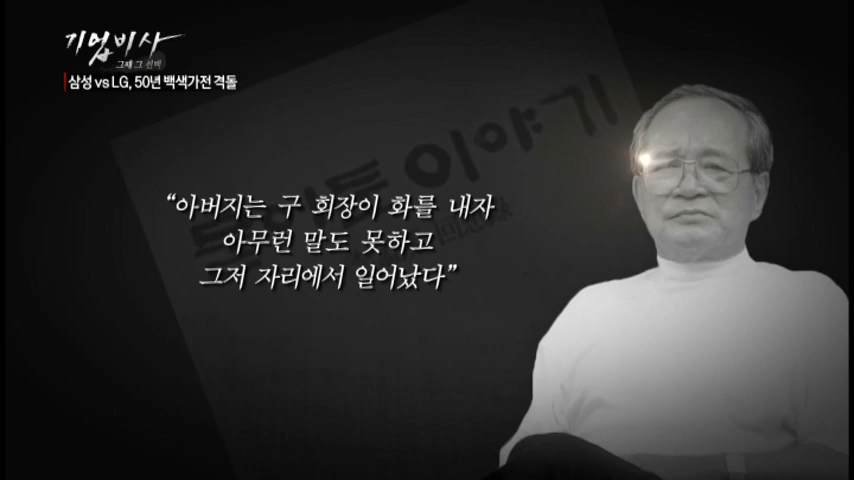 기업비사
그때 그 선택
삼성 vs LG, 50년 백색가전 격돌
이야기
“아버지는 구 회장이 화를 내자
아무런 말도 못하고
그저 자리에서 일어났다”